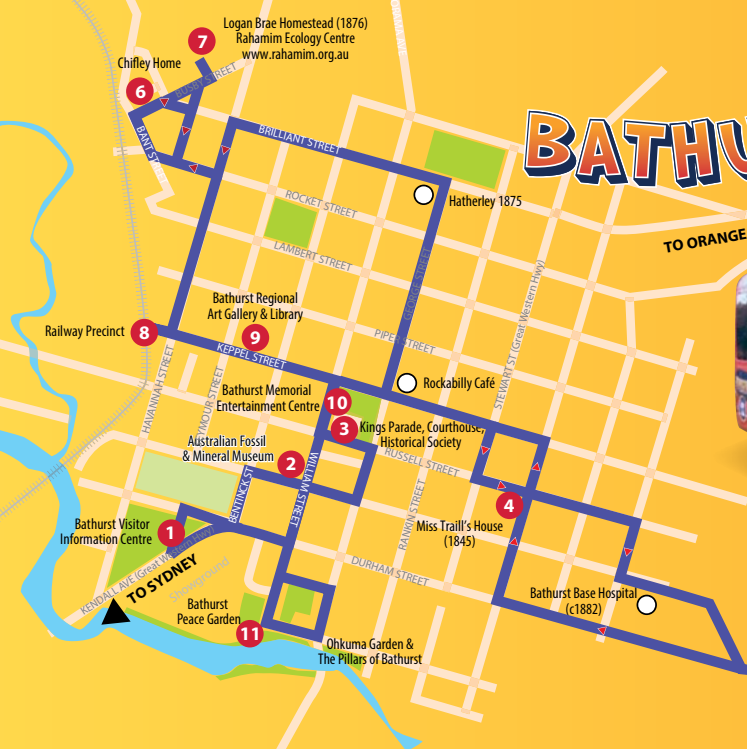 Logan Brae Homestead (1876)
Rahamim Ecology Centre
www.rahamim.org.au
7
Chifley Home
6
BUSBY STREET
BANT STREET
BRILLIANT STREET
BATHU
TO ORANGE
Hatherley 1875
ROCKET STREET
LAMBERT STREET
GEORGE STREET
STEWART ST (Great Western Hwy)
Bathurst Regional
Art Gallery & Library
9
Railway Precinct
8
PIPER STREET
KEPPEL STREET
HAVANNAH STREET
Rockabilly Café
Bathurst Memorial
Entertainment Centre
10
3
Kings Parade, Courthouse,
Historical Society
YMOUR STREET
Australian Fossil
& Mineral Museum
2
RUSSELL STREET
WILLIAM STREET
BENTINCK ST
RANKIN STREET
4
Miss Traill's House
(1845)
Bathurst Visitor
Information Centre
1
KENDALL AVE (Great Western Hwy)
TO SYDNEY
Showground
DURHAM STREET
Bathurst Base Hospital
(c1882)
Bathurst
Peace Garden
11
Ohkuma Garden &
The Pillars of Bathurst